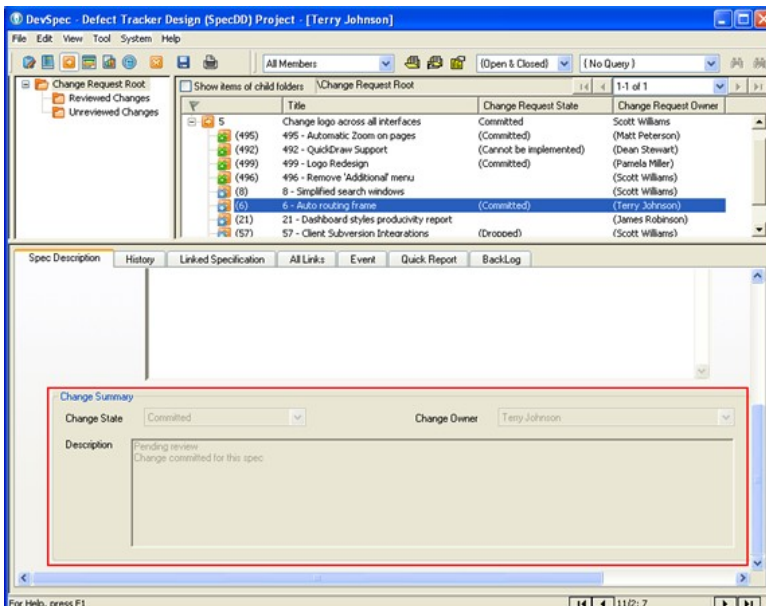 DevSpec - Defect Tracker Design (SpecDD) Project - [Terry Johnson]
File Edit View Tool System Help
All Members (Open & Closed) ( No Query )
Change Request Root
Reviewed Changes
Unreviewed Changes
Show items of child folders \Change Request Root 1-1 of 1
Title Change Request State Change Request Owner
5 Change logo across all interfaces Committed Scott Williams
(495) 495 - Automatic Zoom on pages (Committed) (Matt Peterson)
(492) 492 - QuickDraw Support (Cannot be implemented) (Dean Stewart)
(499) 499 - Logo Redesign (Committed) (Pamela Miller)
(496) 496 - Remove 'Additional' menu (Scott Williams)
(8) 8 - Simplified search windows (Scott Williams)
(6) 6 - Auto routing frame (Committed) (Terry Johnson)
(21) 21 - Dashboard styles producivity report (James Robinson)
(57) 57 - Client Subversion Integrations (Dropped) (Scott Williams)
Spec Description History Linked Specification All Links Event Quick Report BackLog
Change Summary
Change State Committed Change Owner Terry Johnson
Description Pending review
Change committed for this spec
For Help, press F1 11/2: 7